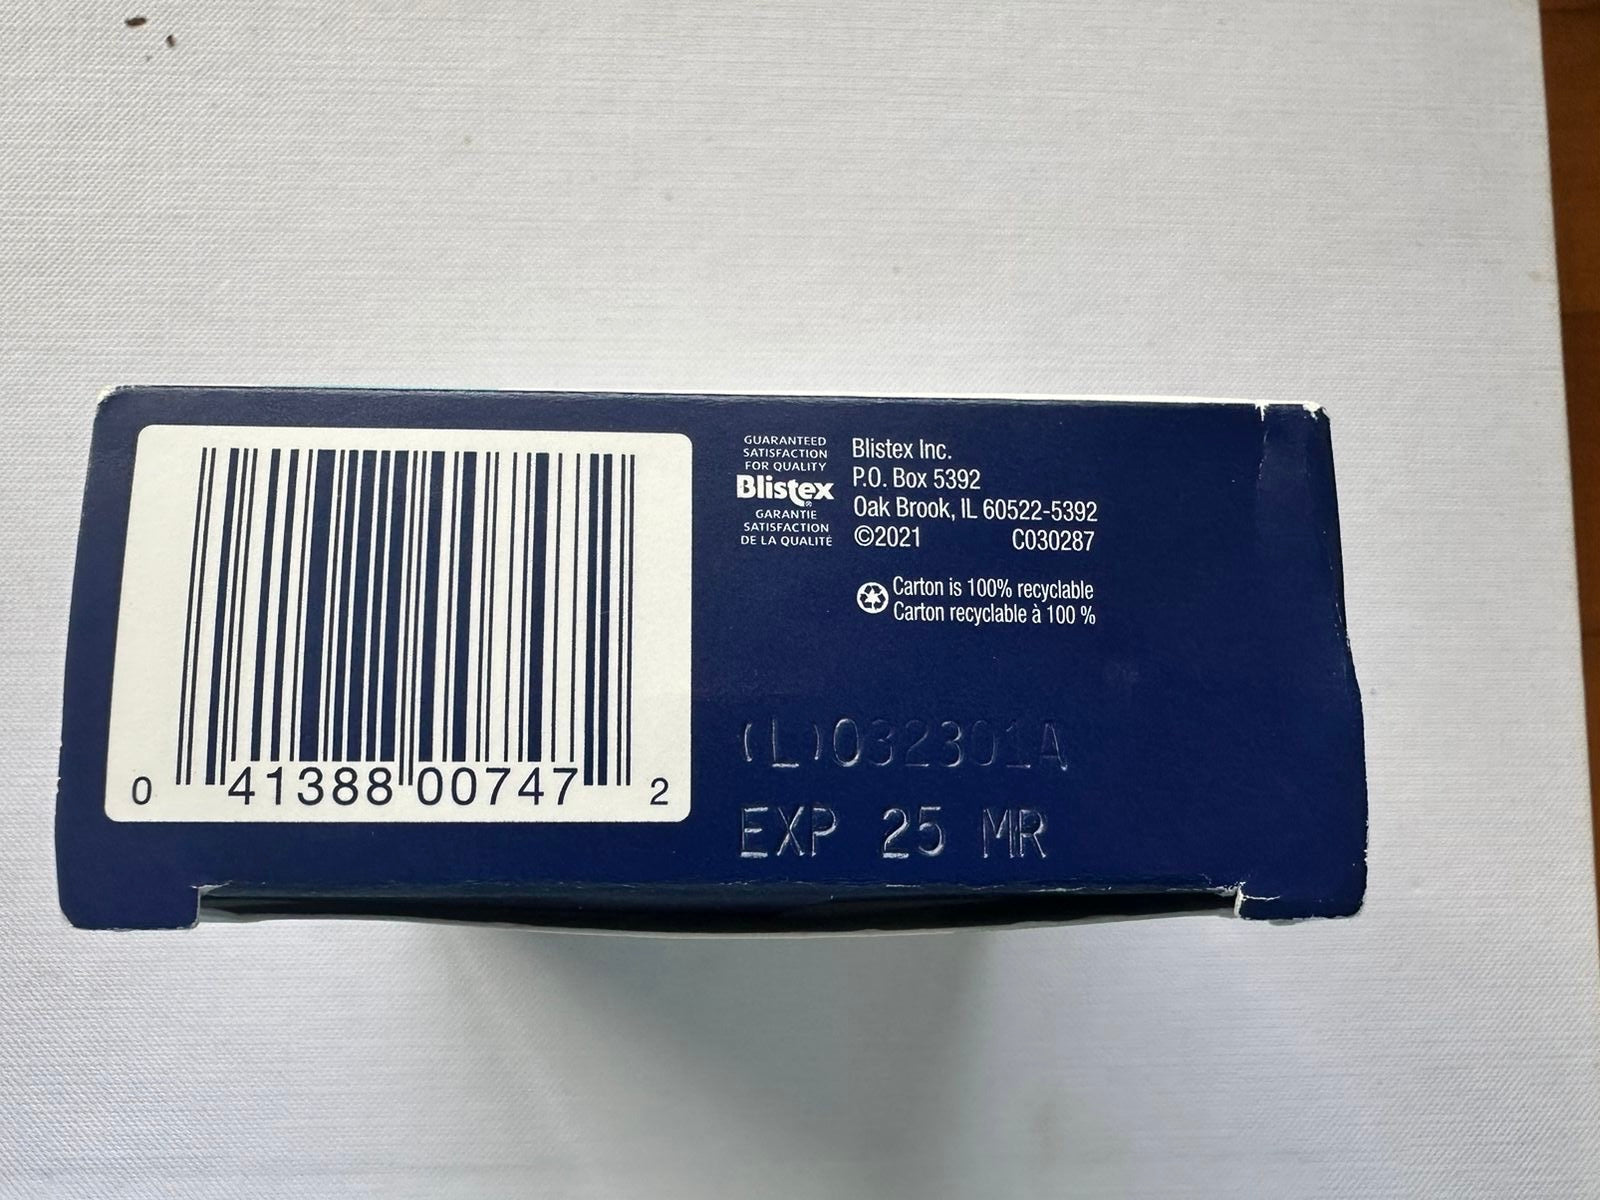 0 41388 00747 2
GUARANTEED
SATISFACTION
FOR QUALITY
Blistex®
GARANTIE
SATISFACTION
DE LA QUALITÉ
Blistex Inc.
P.O. Box 5392
Oak Brook, IL 60522-5392
©2021 C030287
Carton is 100% recyclable
Carton recyclable à 100 %
(L)032301A
EXP 25 MR